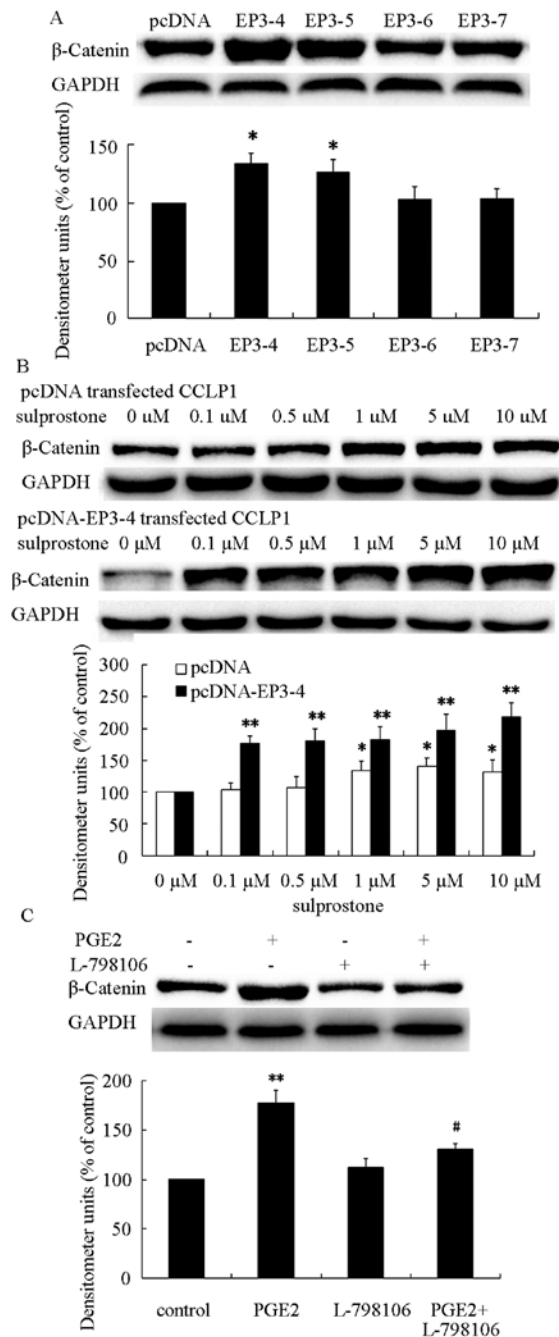 A
pcDNA EP3-4 EP3-5 EP3-6 EP3-7
β-Catenin
GAPDH
Densitometer units (% of control)
150
100
50
0
* *
pcDNA EP3-4 EP3-5 EP3-6 EP3-7
B
pcDNA transfected CCLP1
sulprostone 0 uM 0.1 uM 0.5 uM 1 uM 5 uM 10 uM
β-Catenin
GAPDH
pcDNA-EP3-4 transfected CCLP1
sulprostone 0 μM 0.1 μM 0.5 μM 1 μM 5 μM 10 μM
β-Catenin
GAPDH
Densitometer units (% of control)
300
250
200
150
100
50
0
pcDNA
pcDNA-EP3-4
** ** * ** * ** * **
0 μM 0.1 μM 0.5 μM 1 μM 5 μM 10 μM
sulprostone
C
PGE2 - + - +
L-798106 - - + +
β-Catenin
GAPDH
Densitometer units (% of control)
200
150
100
50
0
** #
control PGE2 L-798106 PGE2+
L-798106